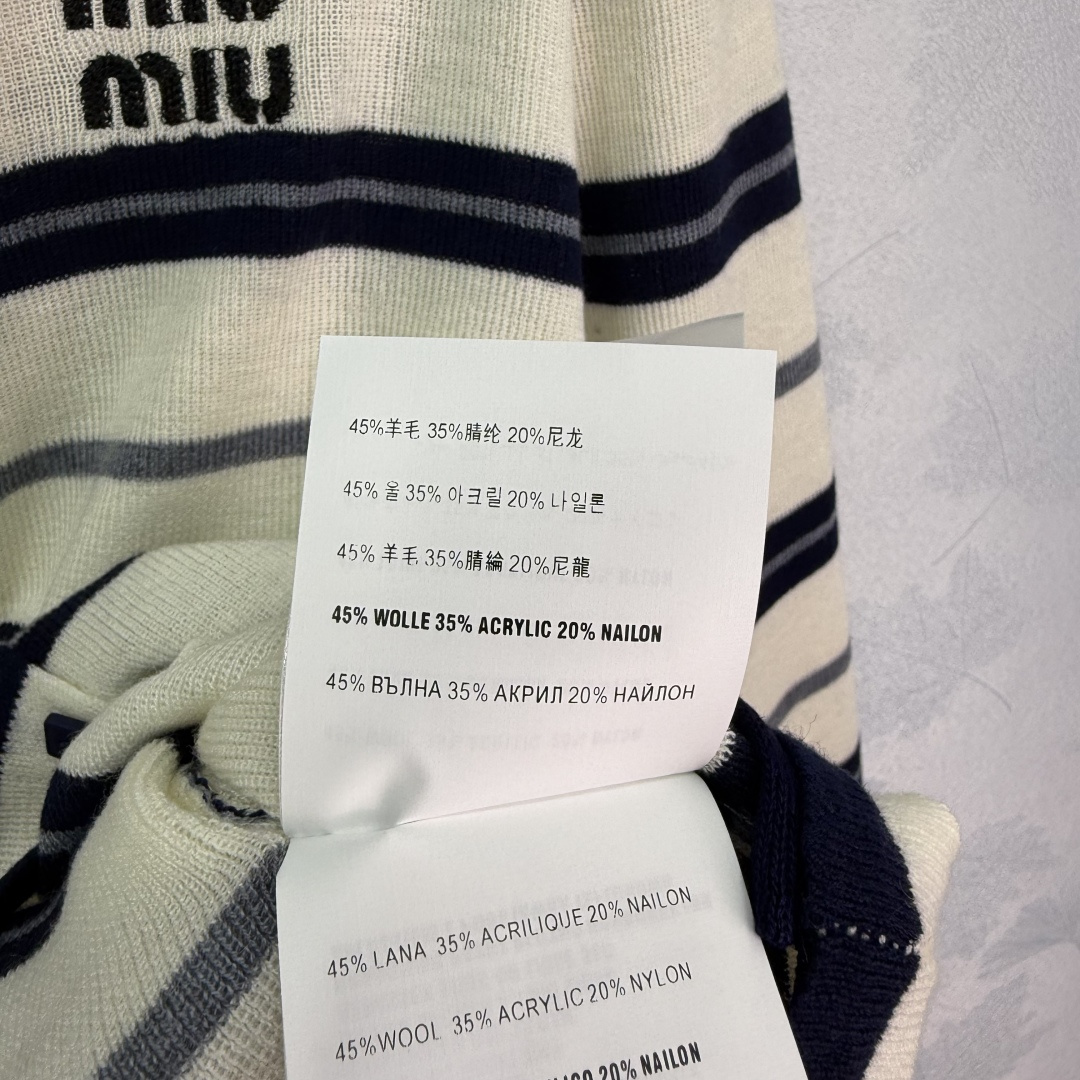 MIU
MIU
45%羊毛 35%腈纶 20%尼龙
45% 울 35% 아크릴 20% 나일론
45% 羊毛 35%腈綸 20%尼龍
45% WOLLE 35% ACRYLIC 20% NAILON
45% ВЪЛНА 35% АКРИЛ 20% НАЙЛОН
45% LANA 35% ACRILIQUE 20% NAILON
45%WOOL 35% ACRYLIC 20% NYLON
20% NAILON